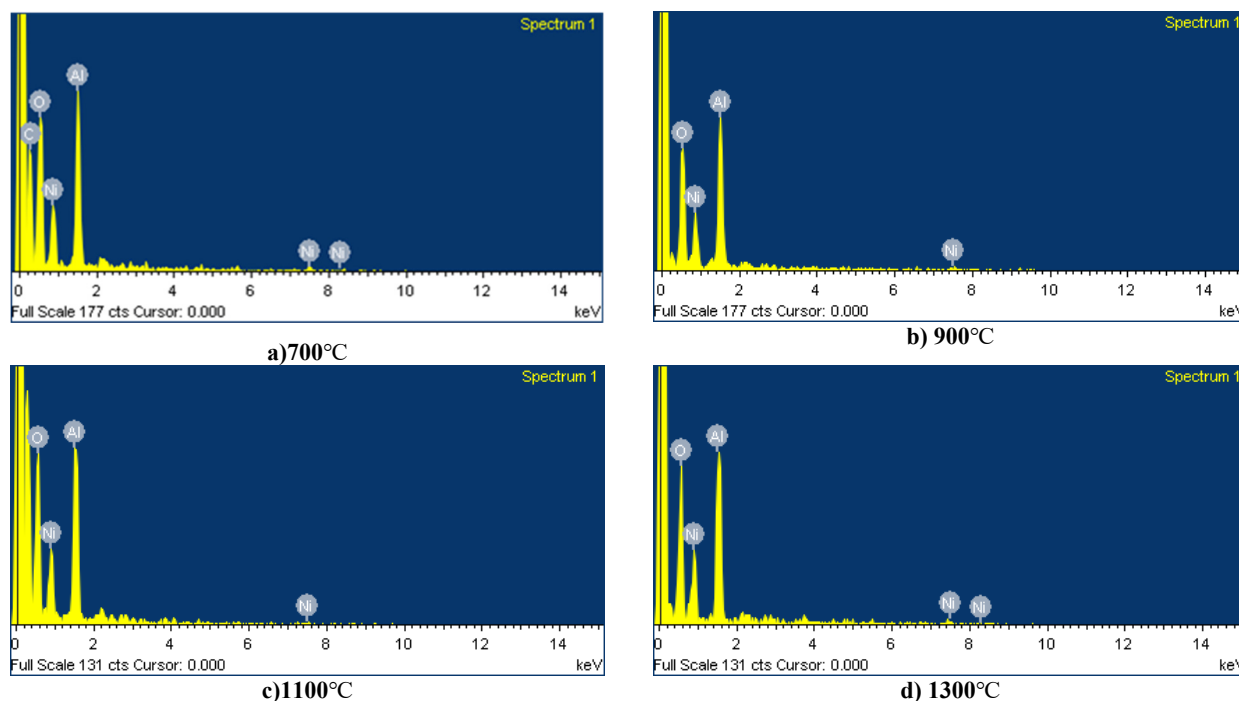 Spectrum 1
Al
O
C
Ni
Ni
Ni
0 2 4 6 8 10 12 14
Full Scale 177 cts Cursor: 0.000 keV
a)700℃
Spectrum 1
Al
O
Ni
Ni
0 2 4 6 8 10 12 14
Full Scale 177 cts Cursor: 0.000 keV
b) 900℃
Spectrum 1
O
Al
Ni
Ni
0 2 4 6 8 10 12 14
Full Scale 131 cts Cursor: 0.000 keV
c)1100℃
Spectrum 1
Al
O
Ni
Ni
Ni
0 2 4 6 8 10 12 14
Full Scale 131 cts Cursor: 0.000 keV
d) 1300℃